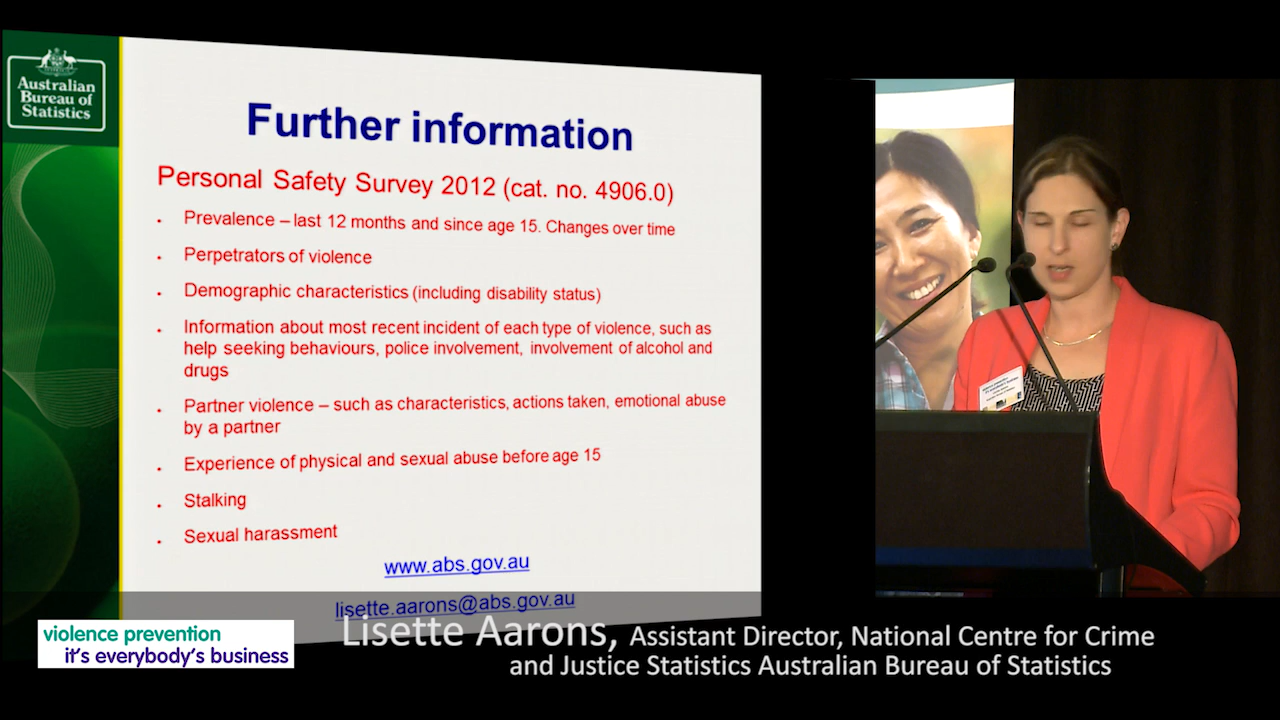 Australian
Bureau of
Statistics
Further information
Personal Safety Survey 2012 (cat. no. 4906.0)
• Prevalence – last 12 months and since age 15. Changes over time
• Perpetrators of violence
• Demographic characteristics (including disability status)
• Information about most recent incident of each type of violence, such as
help seeking behaviours, police involvement, involvement of alcohol and
drugs
• Partner violence – such as characteristics, actions taken, emotional abuse
by a partner
• Experience of physical and sexual abuse before age 15
• Stalking
• Sexual harassment
www.abs.gov.au
lisette.aarons@abs.gov.au
violence prevention
it's everybody's business
Lisette Aarons, Assistant Director, National Centre for Crime
and Justice Statistics Australian Bureau of Statistics